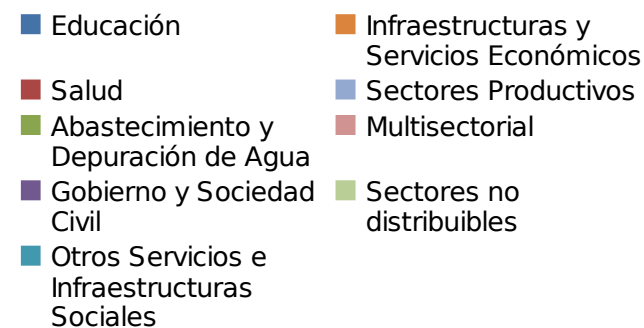 Educación
Salud
Abastecimiento y
Depuración de Agua
Gobierno y Sociedad
Civil
Otros Servicios e
Infraestructuras
Sociales
Infraestructuras y
Servicios Económicos
Sectores Productivos
Multisectorial
Sectores no
distribuibles